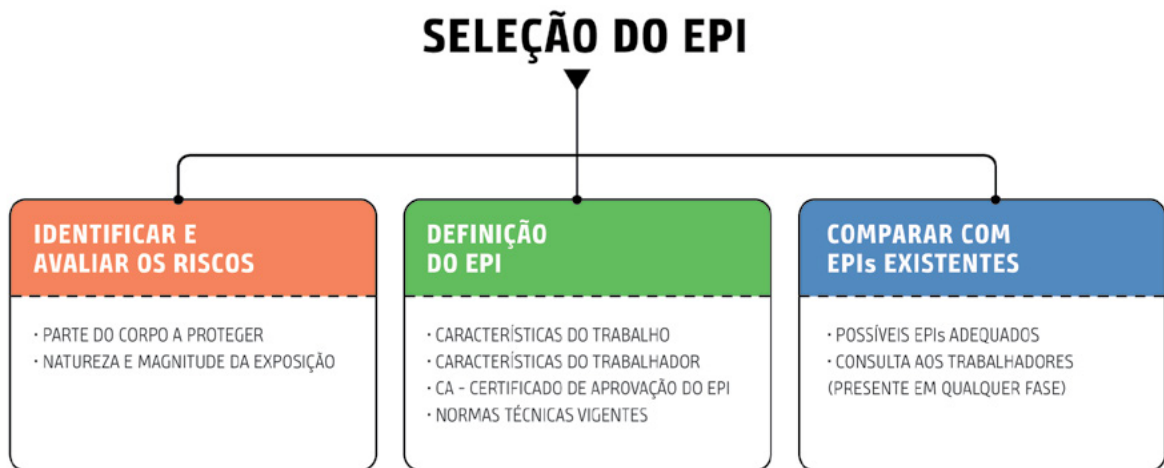 SELEÇÃO DO EPI
IDENTIFICAR E
AVALIAR OS RISCOS
· PARTE DO CORPO A PROTEGER
· NATUREZA E MAGNITUDE DA EXPOSIÇÃO
DEFINIÇÃO
DO EPI
· CARACTERÍSTICAS DO TRABALHO
· CARACTERÍSTICAS DO TRABALHADOR
· CA - CERTIFICADO DE APROVAÇÃO DO EPI
· NORMAS TÉCNICAS VIGENTES
COMPARAR COM
EPIs EXISTENTES
· POSSÍVEIS EPIs ADEQUADOS
· CONSULTA AOS TRABALHADORES
(PRESENTE EM QUALQUER FASE)